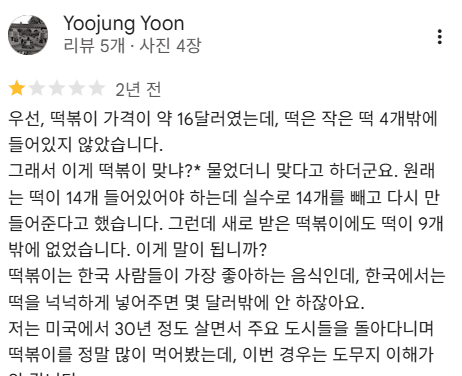 Yoojung Yoon
리뷰 5개 · 사진 4장
2년 전
우선, 떡볶이 가격이 약 16달러였는데, 떡은 작은 떡 4개밖에
들어있지 않았습니다.
그래서 이게 떡볶이 맞냐?* 물었더니 맞다고 하더군요. 원래
는 떡이 14개 들어있어야 하는데 실수로 14개를 빼고 다시 만
들어준다고 했습니다. 그런데 새로 받은 떡볶이에도 떡이 9개
밖에 없었습니다. 이게 말이 됩니까?
떡볶이는 한국 사람들이 가장 좋아하는 음식인데, 한국에서는
떡을 넉넉하게 넣어주면 몇 달러밖에 안 하잖아요.
저는 미국에서 30년 정도 살면서 주요 도시들을 돌아다니며
떡볶이를 정말 많이 먹어봤는데, 이번 경우는 도무지 이해가